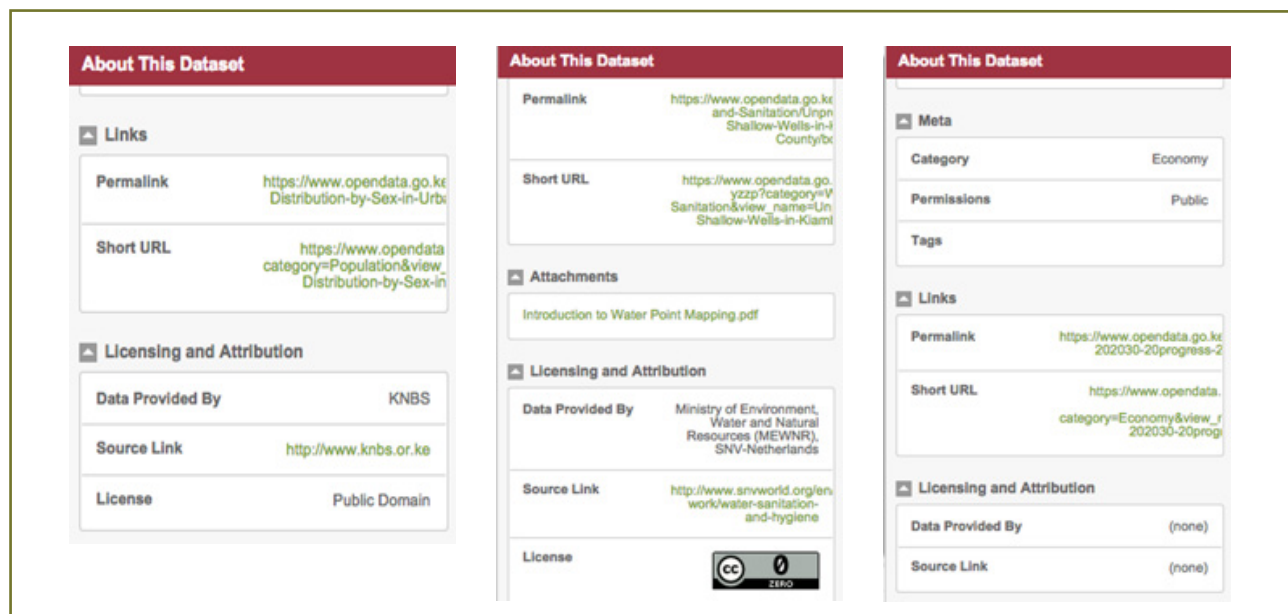 About This Dataset
Links
Permalink
https://www.opendata.go.ke
Distribution-by-Sex-in-Urba
Short URL
https://www.opendata
category=Population&view_
Distribution-by-Sex-in
Licensing and Attribution
Data Provided By KNBS
Source Link http://www.knbs.or.ke
License Public Domain
About This Dataset
Permalink
https://www.opendata.go.ke
and-Sanitation/Unpr
Shallow-Wells-in-
County/bc
Short URL
https://www.opendata.go.
yzzp?category=W
Sanitation&view_name=Un
Shallow-Wells-in-Kiaml
Attachments
Introduction to Water Point Mapping.pdf
Licensing and Attribution
Data Provided By Ministry of Environment,
Water and Natural
Resources (MEWNR),
SNV-Netherlands
Source Link http://www.snvworld.org/en/
work/water-sanitation-
and-hygiene
License
cc 0
ZERO
About This Dataset
Meta
Category Economy
Permissions Public
Tags
Links
Permalink https://www.opendata.go.ke
202030-20progress-2
Short URL https://www.opendata.
category=Economy&view_r
202030-20progr
Licensing and Attribution
Data Provided By (none)
Source Link (none)